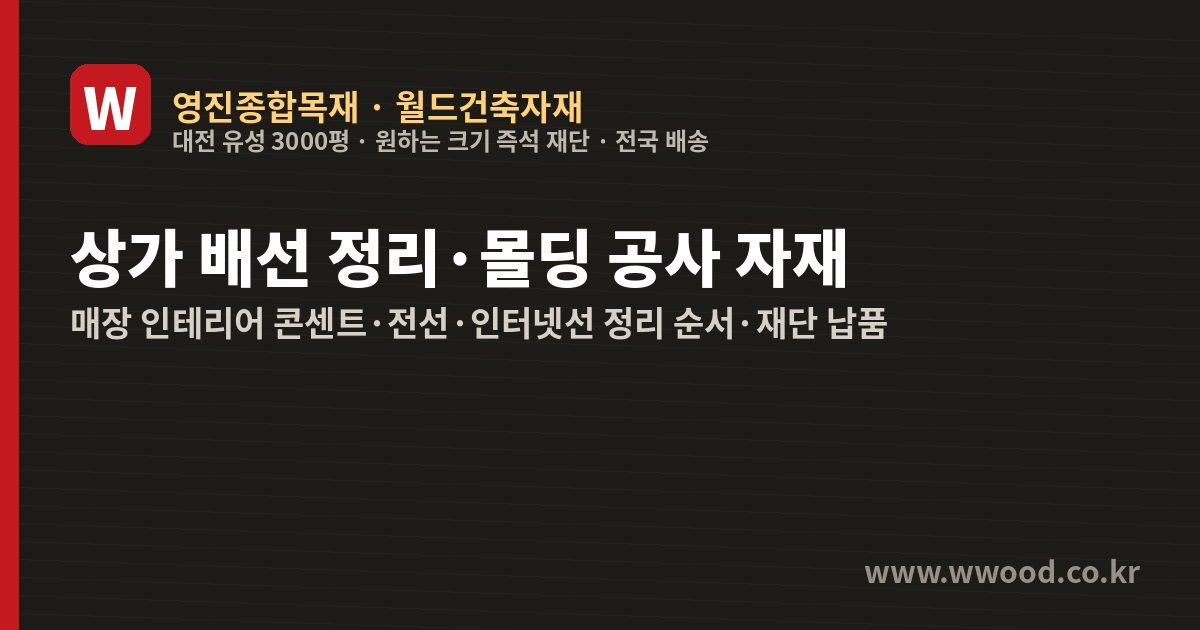 W
영진종합목재 · 월드건축자재
대전 유성 3000평 · 원하는 크기 즉석 재단 · 전국 배송
상가 배선 정리·몰딩 공사 자재
매장 인테리어 콘센트·전선·인터넷선 정리 순서·재단 납품
www.wwood.co.kr